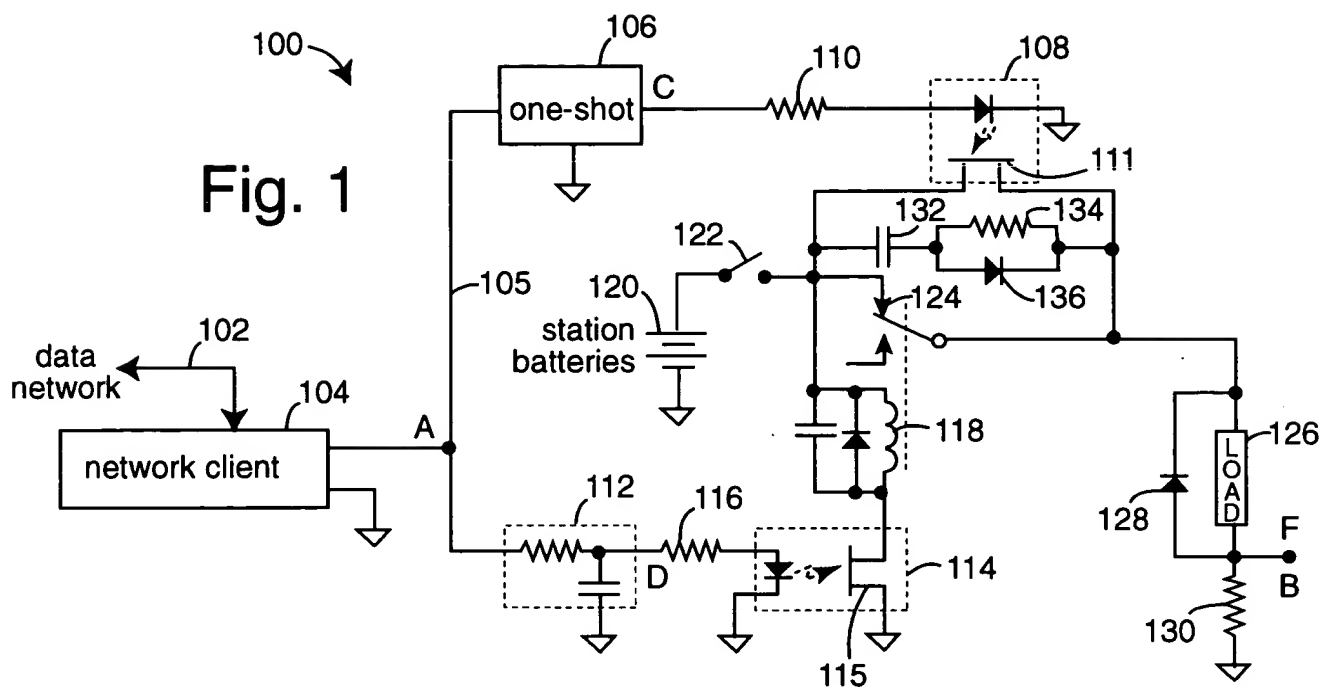 100
Fig. 1
106
one-shot
C
110
108
111
132
134
122
120
124
136
station
batteries
105
102
data
network
104
A
network client
118
126
LOAD
128
F
B
112
116
D
114
130
115